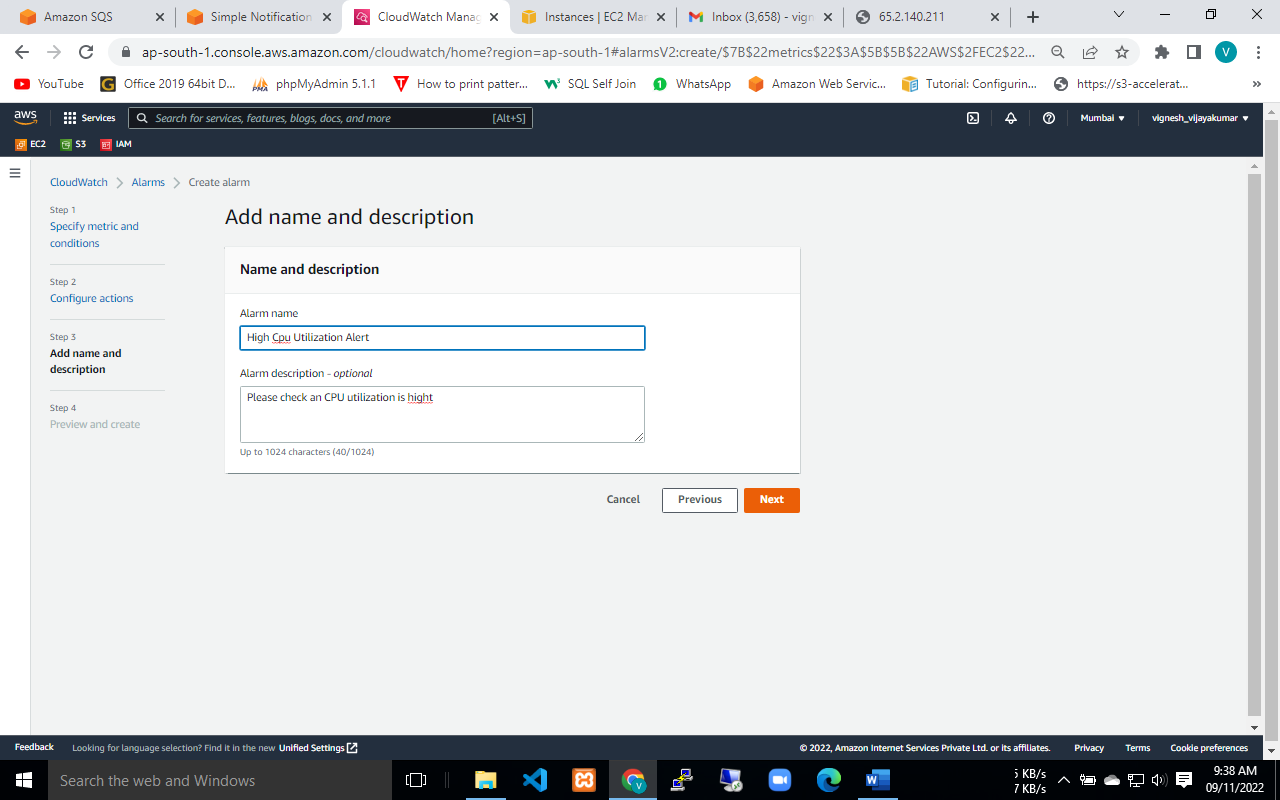 Amazon SQS
Simple Notification
CloudWatch Manag
Instances | EC2 Mar
Inbox (3,658) - vign
65.2.140.211
ap-south-1.console.aws.amazon.com/cloudwatch/home?region=ap-south-1#alarmsV2:create/$7B$22metrics$22$3A$5B$5B$22AWS$2FEC2$22...
V
YouTube
Office 2019 64bit D...
phpMyAdmin 5.1.1
How to print patter...
SQL Self Join
WhatsApp
Amazon Web Servic...
Tutorial: Configurin...
https://s3-accelerat...
aws
Services
Search for services, features, blogs, docs, and more
[Alt+S]
Mumbai
vignesh_vijayakumar
EC2
S3
IAM
CloudWatch
Alarms
Create alarm
Step 1
Specify metric and
conditions
Step 2
Configure actions
Step 3
Add name and
description
Step 4
Preview and create
Add name and description
Name and description
Alarm name
High Cpu Utilization Alert
Alarm description - optional
Please check an CPU utilization is hight
Up to 1024 characters (40/1024)
Cancel
Previous
Next
Feedback
Looking for language selection? Find it in the new Unified Settings
© 2022, Amazon Internet Services Private Ltd. or its affiliates.
Privacy
Terms
Cookie preferences
Search the web and Windows
KB/s
7 KB/s
9:38 AM
09/11/2022